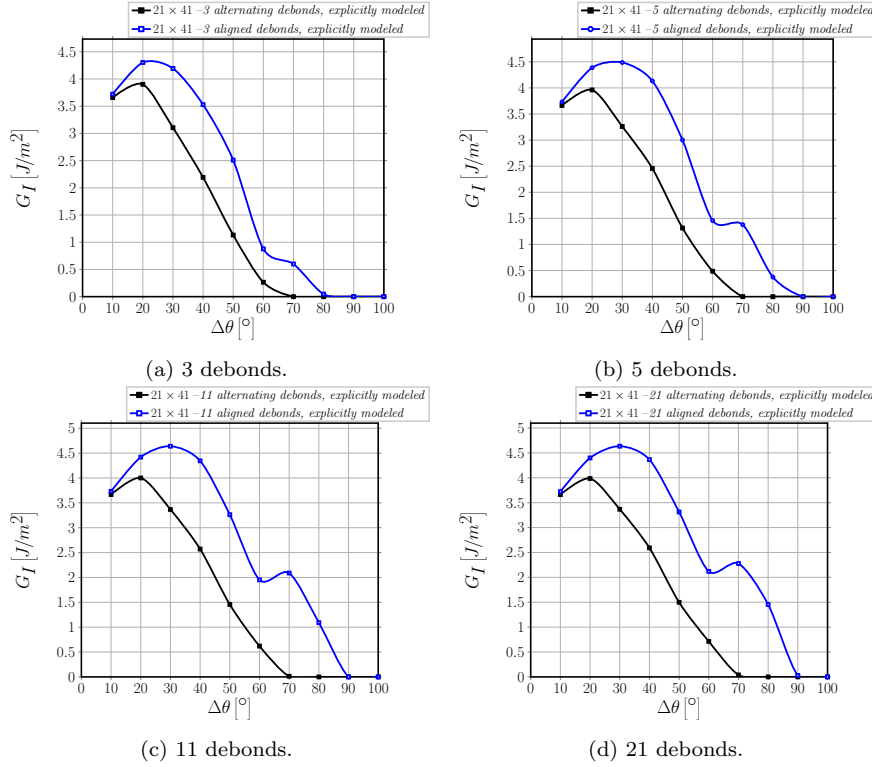 21 × 41 –3 alternating debonds, explicitly modeled
21 × 41 –3 aligned debonds, explicitly modeled
4.5
4
3.5
3
2.5
2
1.5
1
0.5
0
G_I [J/m²]
0 10 20 30 40 50 60 70 80 90 100
Δθ [°]
(a) 3 debonds.
21 × 41 –5 alternating debonds, explicitly modeled
21 × 41 –5 aligned debonds, explicitly modeled
4.5
4
3.5
3
2.5
2
1.5
1
0.5
0
G_I [J/m²]
0 10 20 30 40 50 60 70 80 90 100
Δθ [°]
(b) 5 debonds.
21 × 41 –11 alternating debonds, explicitly modeled
21 × 41 –11 aligned debonds, explicitly modeled
5
4.5
4
3.5
3
2.5
2
1.5
1
0.5
0
G_I [J/m²]
0 10 20 30 40 50 60 70 80 90 100
Δθ [°]
(c) 11 debonds.
21 × 41 –21 alternating debonds, explicitly modeled
21 × 41 –21 aligned debonds, explicitly modeled
5
4.5
4
3.5
3
2.5
2
1.5
1
0.5
0
G_I [J/m²]
0 10 20 30 40 50 60 70 80 90 100
Δθ [°]
(d) 21 debonds.